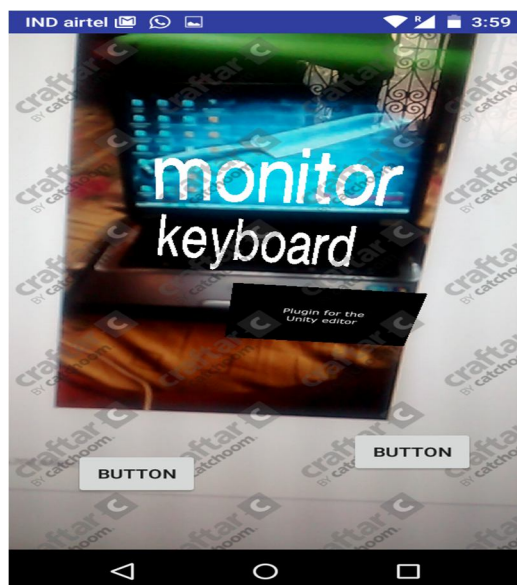 IND airtel
R
3:59
monitor
keyboard
Plugin for the
Unity editor
BUTTON
BUTTON
craftar
BY catchoom.